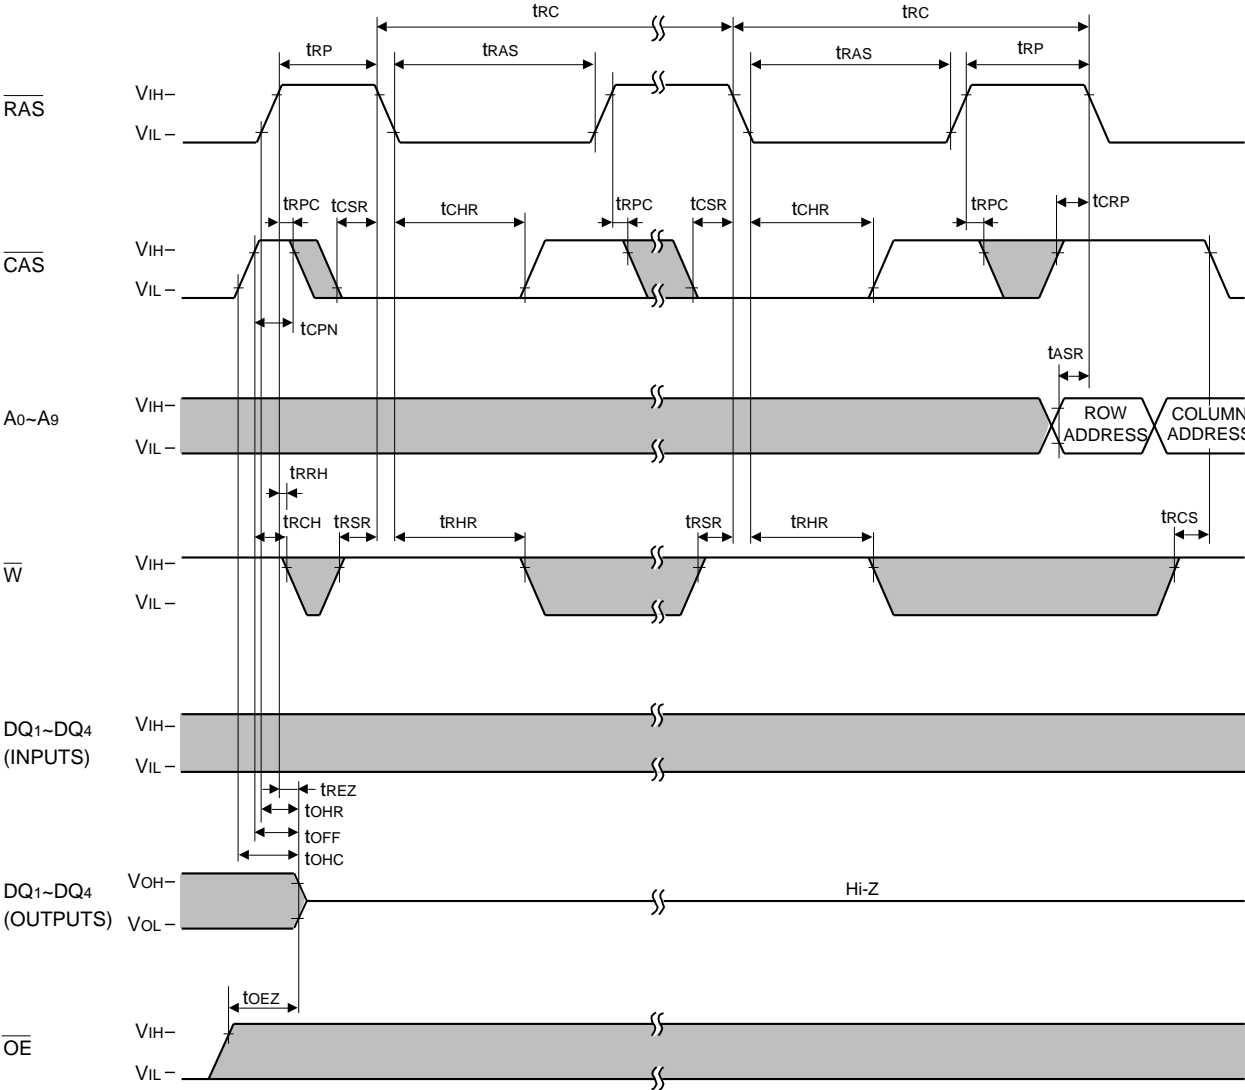 tRC tRC
tRP tRAS tRAS tRP
RAS
VIH
VIL
tRPC tCSR tCHR tRPC tCSR tCHR tRPC tCRP
CAS
VIH
VIL
tCPN
tASR
A0~A9
VIH
VIL
ROW ADDRESS
COLUMN ADDRESS
tRRH
tRCH tRSR tRHR tRSR tRHR tRCS
W
VIH
VIL
DQ1~DQ4
(INPUTS)
VIH
VIL
tREZ
tOHR
tOFF
tOHC
DQ1~DQ4
(OUTPUTS)
VOH
VOL
Hi-Z
tOEZ
OE
VIH
VIL